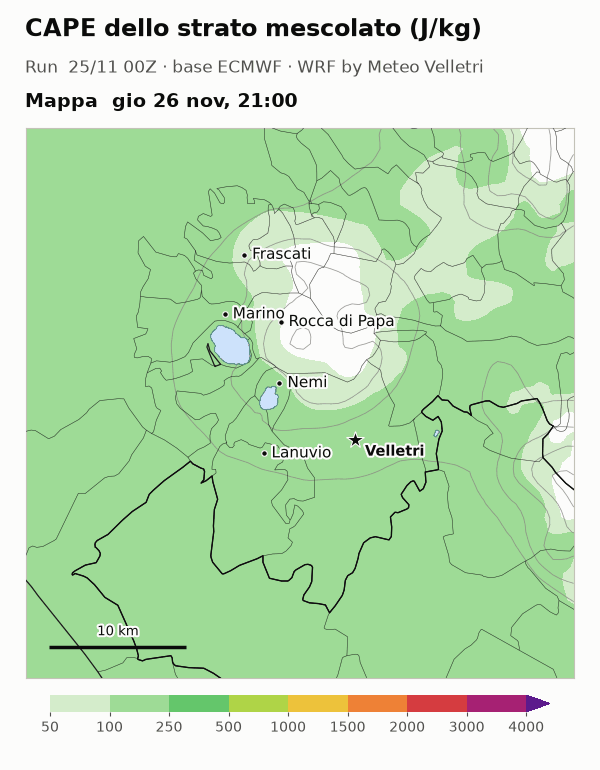 CAPE dello strato mescolato (J/kg)
Run  25/11 00Z · base ECMWF · WRF by Meteo Velletri
Mappa  gio 26 nov, 21:00
Frascati
Marino
Rocca di Papa
Nemi
Velletri
Lanuvio
10 km
50 100 250 500 1000 1500 2000 3000 4000